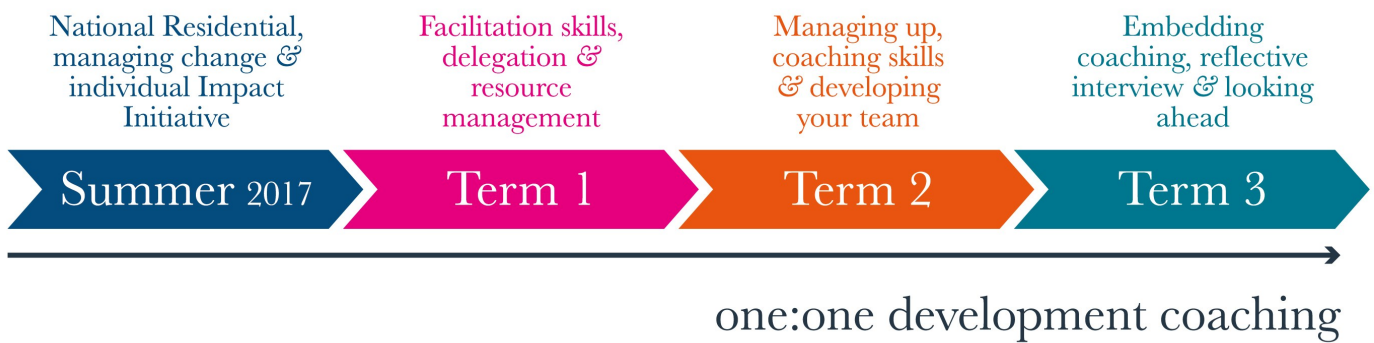 National Residential,
managing change &
individual Impact
Initiative
Facilitation skills,
delegation &
resource
management
Managing up,
coaching skills
& developing
your team
Embedding
coaching, reflective
interview & looking
ahead
Summer 2017
Term 1
Term 2
Term 3
one:one development coaching